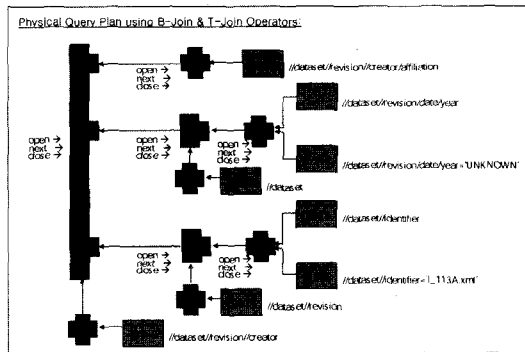 Physical Query Plan using B-Join & T-Join Operators:
open →
next →
close →
//dataset//revision//creator/affiliation
//dataset/revision/date/year
open →
next →
close →
open →
next →
close →
open →
next →
close →
//dataset/revision/date/year="UNKNOWN"
//dataset
//dataset//identifier
open →
next →
close →
open →
next →
close →
//dataset//identifier="I_113A.xml"
//dataset//revision
//dataset//revision//creator